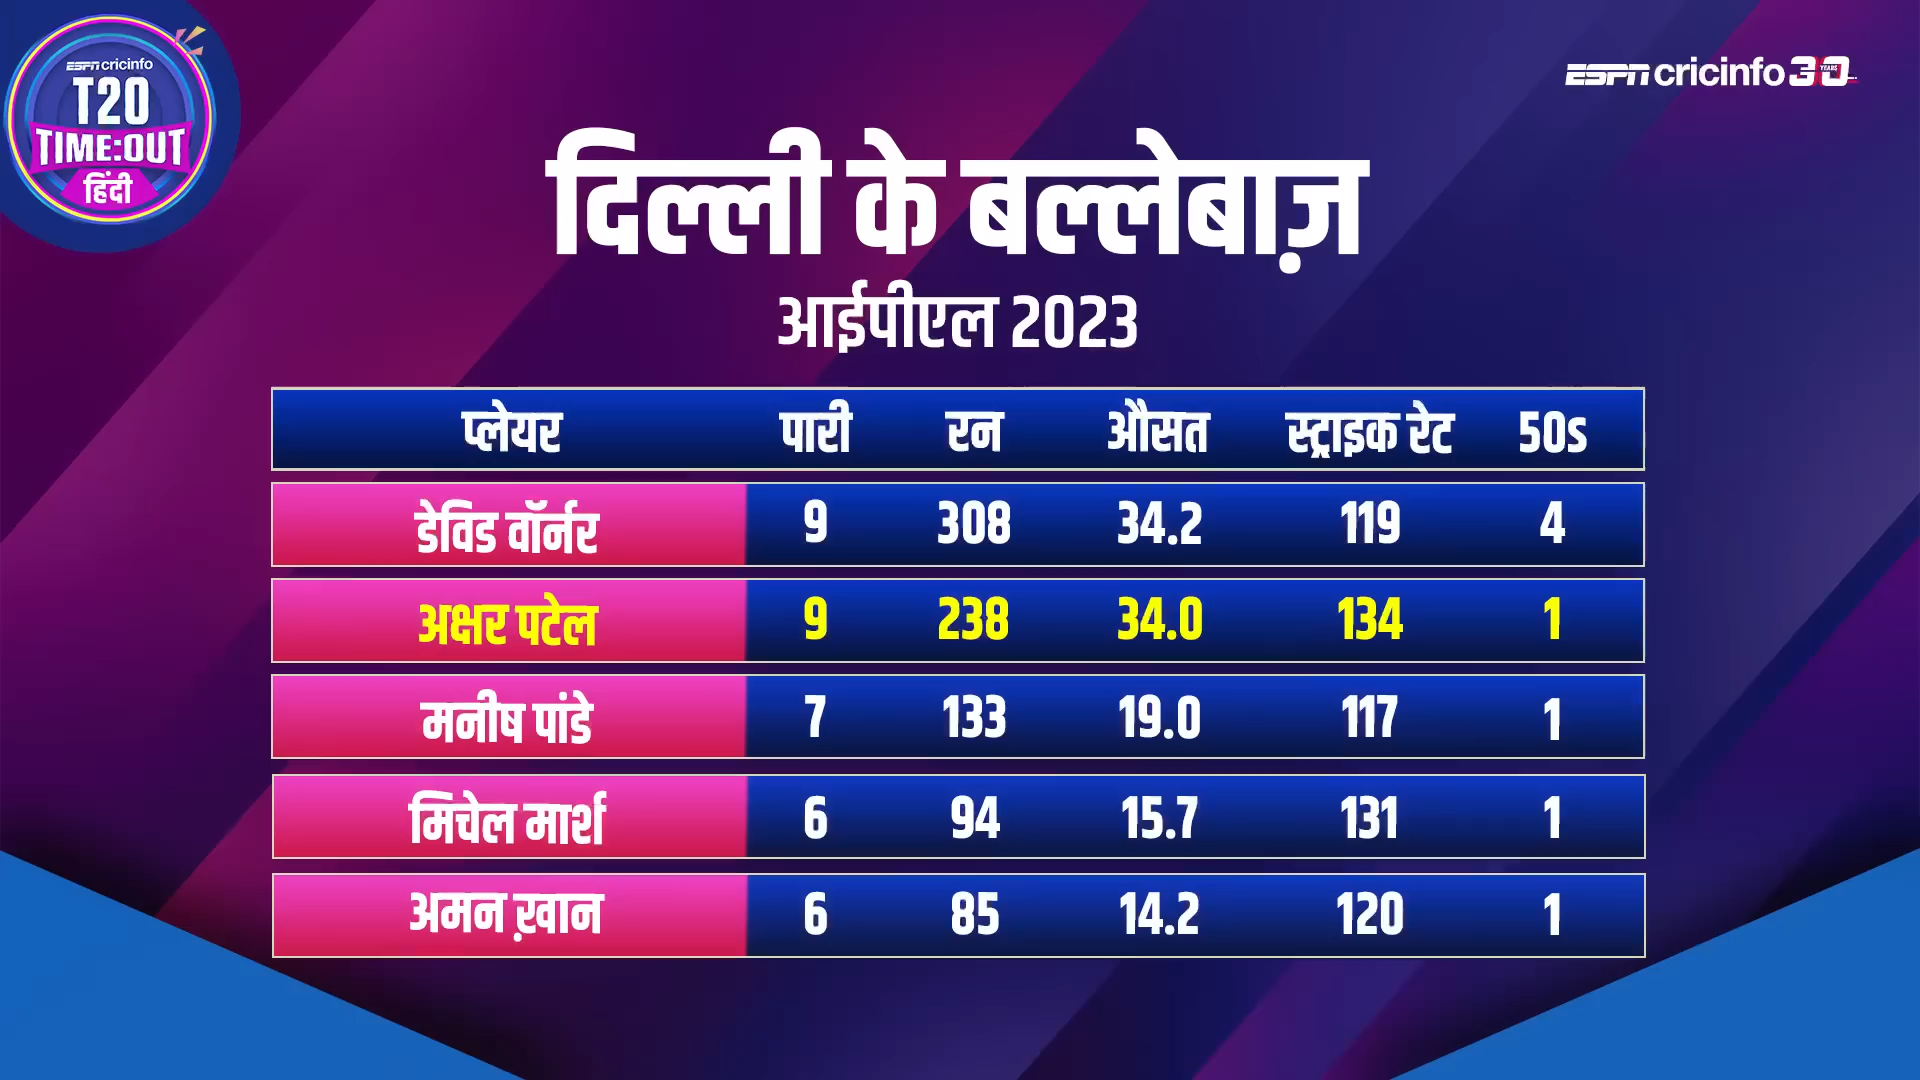 ESPN cricinfo
T20
TIME:OUT
हिंदी
ESPN cricinfo 30 YEARS
दिल्ली के बल्लेबाज़
आईपीएल 2023
प्लेयर पारी रन औसत स्ट्राइक रेट 50s
डेविड वॉर्नर 9 308 34.2 119 4
अक्षर पटेल 9 238 34.0 134 1
मनीष पांडे 7 133 19.0 117 1
मिचेल मार्श 6 94 15.7 131 1
अमन ख़ान 6 85 14.2 120 1